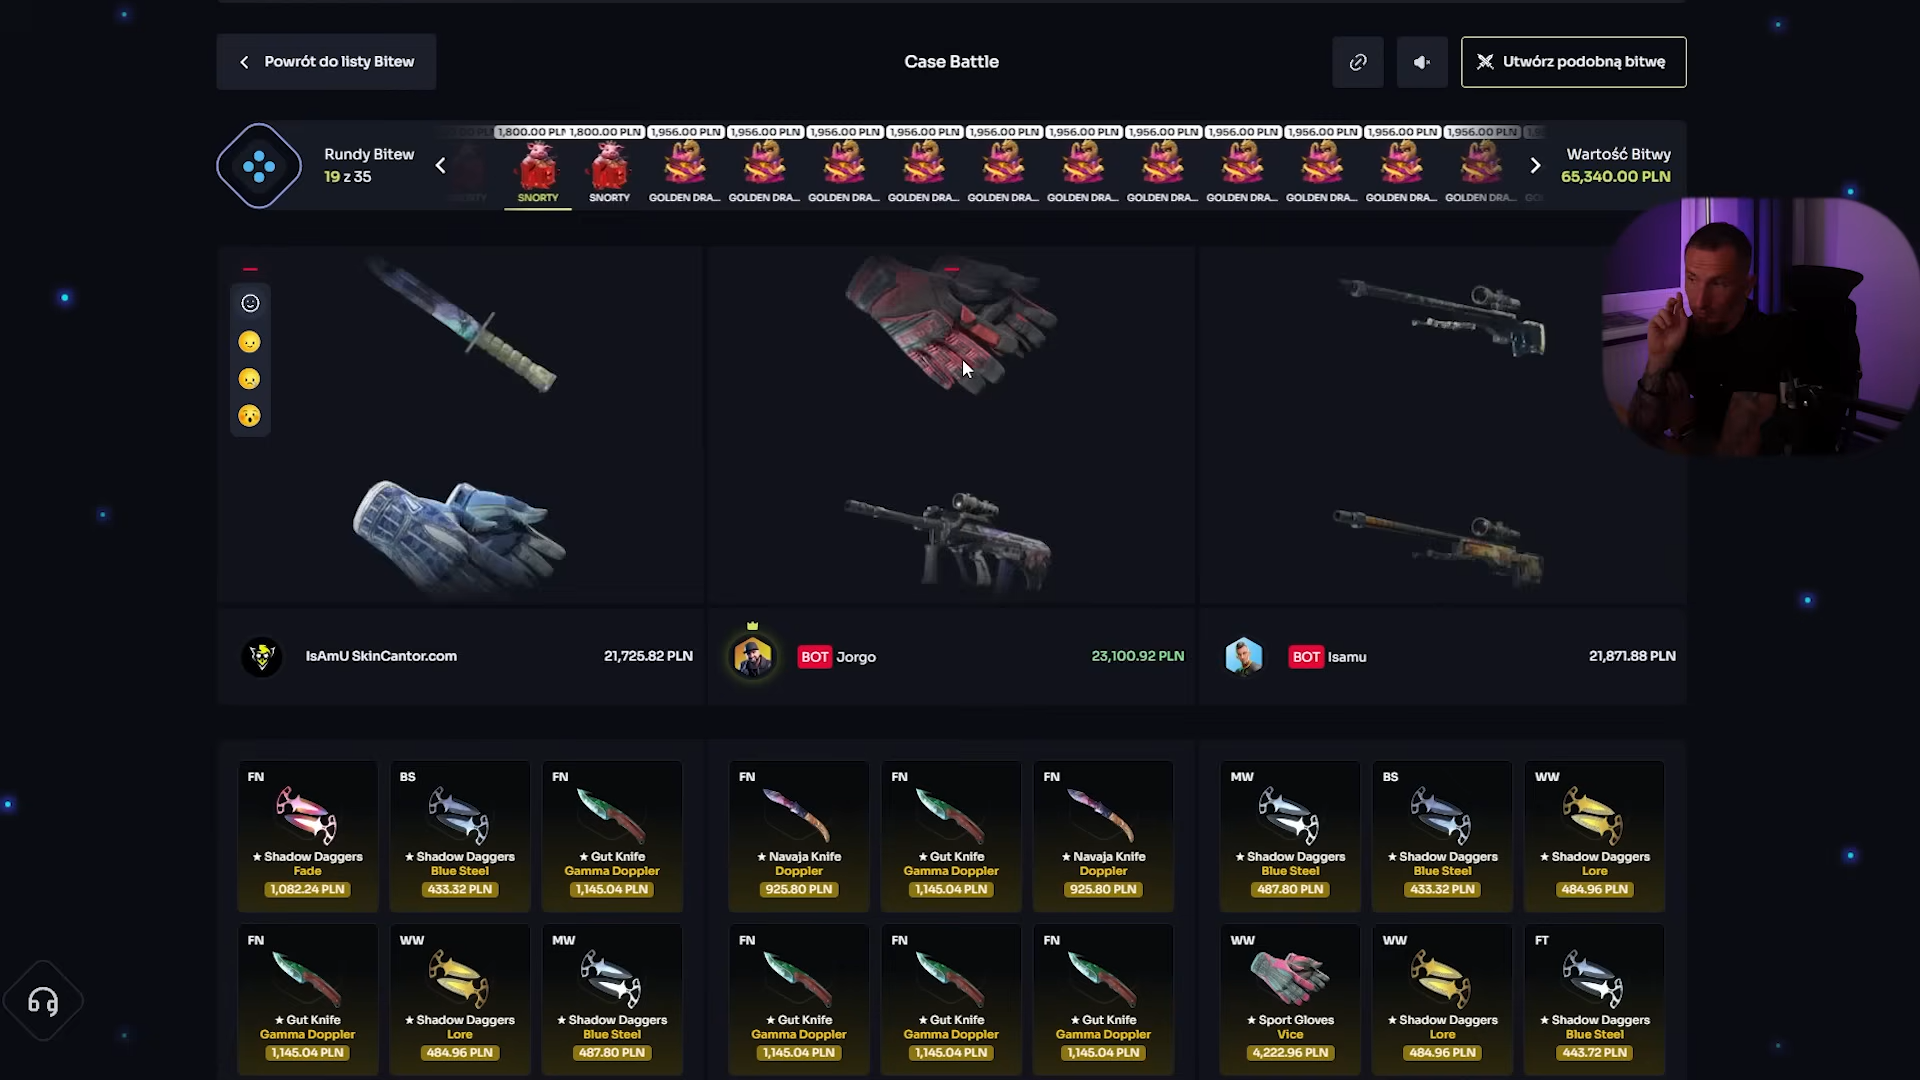 Powrót do listy Bitew
Case Battle
Utwórz podobną bitwę
Rundy Bitew
19 z 35
1,800.00 PLN
1,800.00 PLN
1,956.00 PLN
1,956.00 PLN
1,956.00 PLN
1,956.00 PLN
1,956.00 PLN
1,956.00 PLN
1,956.00 PLN
1,956.00 PLN
1,956.00 PLN
1,956.00 PLN
1,956.00 PLN
SNORTY
SNORTY
GOLDEN DRA...
GOLDEN DRA...
GOLDEN DRA...
GOLDEN DRA...
GOLDEN DRA...
GOLDEN DRA...
GOLDEN DRA...
GOLDEN DRA...
GOLDEN DRA...
GOLDEN DRA...
GOLDEN DRA...
Wartość Bitwy
65,340.00 PLN
IsAmU SkinCantor.com
21,725.82 PLN
BOT Jorgo
23,100.92 PLN
BOT Isamu
21,871.88 PLN
FN
★ Shadow Daggers
Fade
1,082.24 PLN
BS
★ Shadow Daggers
Blue Steel
433.32 PLN
FN
★ Gut Knife
Gamma Doppler
1,145.04 PLN
FN
★ Navaja Knife
Doppler
925.80 PLN
FN
★ Gut Knife
Gamma Doppler
1,145.04 PLN
FN
★ Navaja Knife
Doppler
925.80 PLN
MW
★ Shadow Daggers
Blue Steel
487.80 PLN
BS
★ Shadow Daggers
Blue Steel
433.32 PLN
WW
★ Shadow Daggers
Lore
484.96 PLN
FN
★ Gut Knife
Gamma Doppler
1,145.04 PLN
WW
★ Shadow Daggers
Lore
484.96 PLN
MW
★ Shadow Daggers
Blue Steel
487.80 PLN
FN
★ Gut Knife
Gamma Doppler
1,145.04 PLN
FN
★ Gut Knife
Gamma Doppler
1,145.04 PLN
FN
★ Gut Knife
Gamma Doppler
1,145.04 PLN
WW
★ Sport Gloves
Vice
4,222.96 PLN
WW
★ Shadow Daggers
Lore
484.96 PLN
FT
★ Shadow Daggers
Blue Steel
443.72 PLN